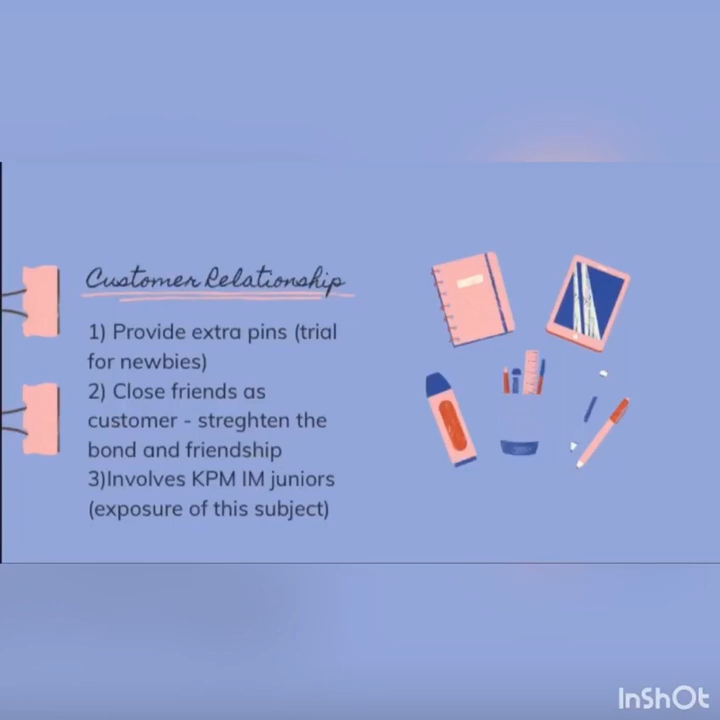 Customer Relationship
1) Provide extra pins (trial
for newbies)
2) Close friends as
customer - streghten the
bond and friendship
3)Involves KPM IM juniors
(exposure of this subject)
InShOt